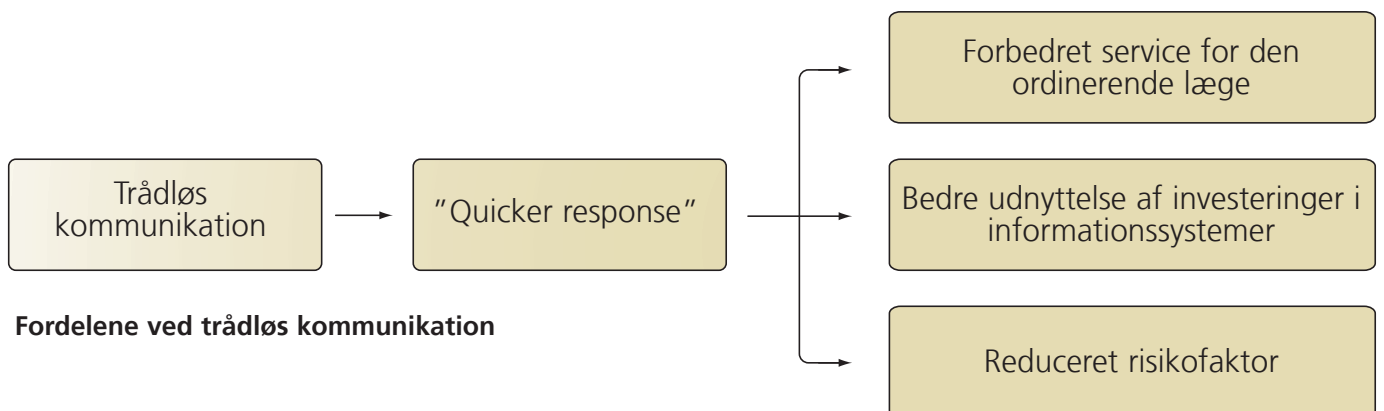 Forbedret service for den
ordinerende læge
Trådløs
kommunikation
”Quicker response”
Bedre udnyttelse af investeringer i
informationssystemer
Fordelene ved trådløs kommunikation
Reduceret risikofaktor